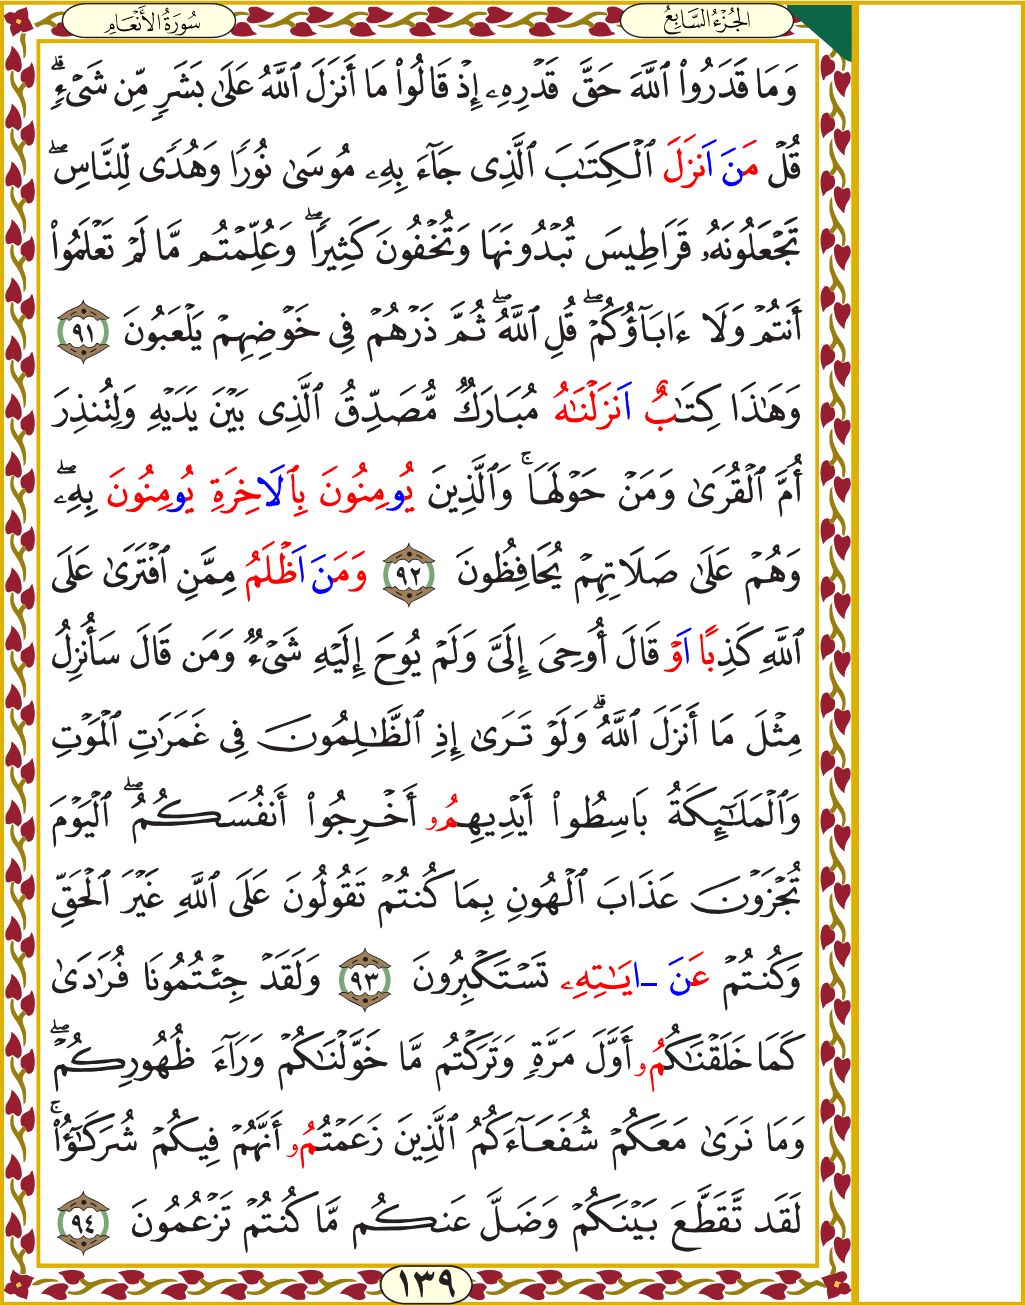 الجُزْءُ السَّابِعُ
سُورَةُ الأَنْعَامِ
وَمَا قَدَرُوا۟ ٱللَّهَ حَقَّ قَدْرِهِۦٓ إِذْ قَالُوا۟ مَآ أَنزَلَ ٱللَّهُ عَلَىٰ بَشَرٍ مِّن شَىْءٍ ۗ
قُلْ مَنَ اَنزَلَ ٱلْكِتَـٰبَ ٱلَّذِى جَآءَ بِهِۦ مُوسَىٰ نُورًا وَهُدًى لِّلنَّاسِ ۖ
تَجْعَلُونَهُۥ قَرَاطِيسَ تُبْدُونَهَا وَتُخْفُونَ كَثِيرًا ۖ وَعُلِّمْتُم مَّا لَمْ تَعْلَمُوٓا۟
أَنتُمْ وَلَآ ءَابَآؤُكُمْ ۖ قُلِ ٱللَّهُ ۖ ثُمَّ ذَرْهُمْ فِى خَوْضِهِمْ يَلْعَبُونَ ٩١
وَهَـٰذَا كِتَـٰبٌ اَنزَلْنَـٰهُ مُبَارَكٌ مُّصَدِّقُ ٱلَّذِى بَيْنَ يَدَيْهِ وَلِتُنذِرَ
أُمَّ ٱلْقُرَىٰ وَمَنْ حَوْلَهَا ۚ وَٱلَّذِينَ يُومِنُونَ بِٱلَاخِرَةِ يُومِنُونَ بِهِۦ ۖ
وَهُمْ عَلَىٰ صَلَاتِهِمْ يُحَافِظُونَ ٩٢ وَمَنَ اَظْلَمُ مِمَّنِ ٱفْتَرَىٰ عَلَى
ٱللَّهِ كَذِبًا اَوْ قَالَ أُوحِىَ إِلَىَّ وَلَمْ يُوحَ إِلَيْهِ شَىْءٌ وَمَن قَالَ سَأُنزِلُ
مِثْلَ مَآ أَنزَلَ ٱللَّهُ ۗ وَلَوْ تَرَىٰٓ إِذِ ٱلظَّـٰلِمُونَ فِى غَمَرَٰتِ ٱلْمَوْتِ
وَٱلْمَلَـٰٓئِكَةُ بَاسِطُوٓا۟ أَيْدِيهِمُۥٓ أَخْرِجُوٓا۟ أَنفُسَكُمُ ۖ ٱلْيَوْمَ
تُجْزَوْنَ عَذَابَ ٱلْهُونِ بِمَا كُنتُمْ تَقُولُونَ عَلَى ٱللَّهِ غَيْرَ ٱلْحَقِّ
وَكُنتُمْ عَنَ ـايَـٰتِهِۦ تَسْتَكْبِرُونَ ٩٣ وَلَقَدْ جِئْتُمُونَا فُرَٰدَىٰ
كَمَا خَلَقْنَـٰكُمُۥٓ أَوَّلَ مَرَّةٍ وَتَرَكْتُم مَّا خَوَّلْنَـٰكُمْ وَرَآءَ ظُهُورِكُمْ ۖ
وَمَا نَرَىٰ مَعَكُمْ شُفَعَآءَكُمُ ٱلَّذِينَ زَعَمْتُمُۥٓ أَنَّهُمْ فِيكُمْ شُرَكَـٰٓؤُا۟ ۚ
لَقَد تَّقَطَّعَ بَيْنَكُمْ وَضَلَّ عَنكُم مَّا كُنتُمْ تَزْعُمُونَ ٩٤
١٣٩